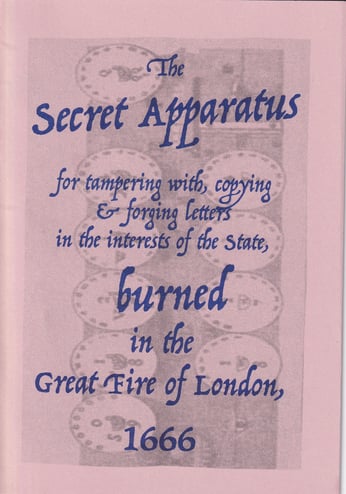 The
Secret Apparatus
for tampering with, copying
& forging letters
in the interests of the State,
burned
in the
Great Fire of London,
1666